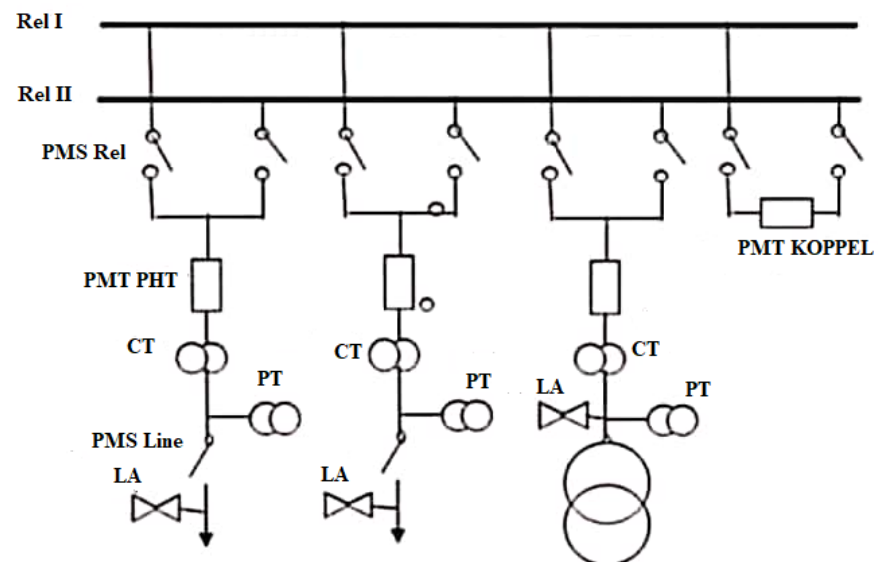 Rel I
Rel II
PMS Rel
PMT KOPPEL
PMT PHT
CT
CT
CT
PT
PT
LA
PT
PMS Line
LA
LA